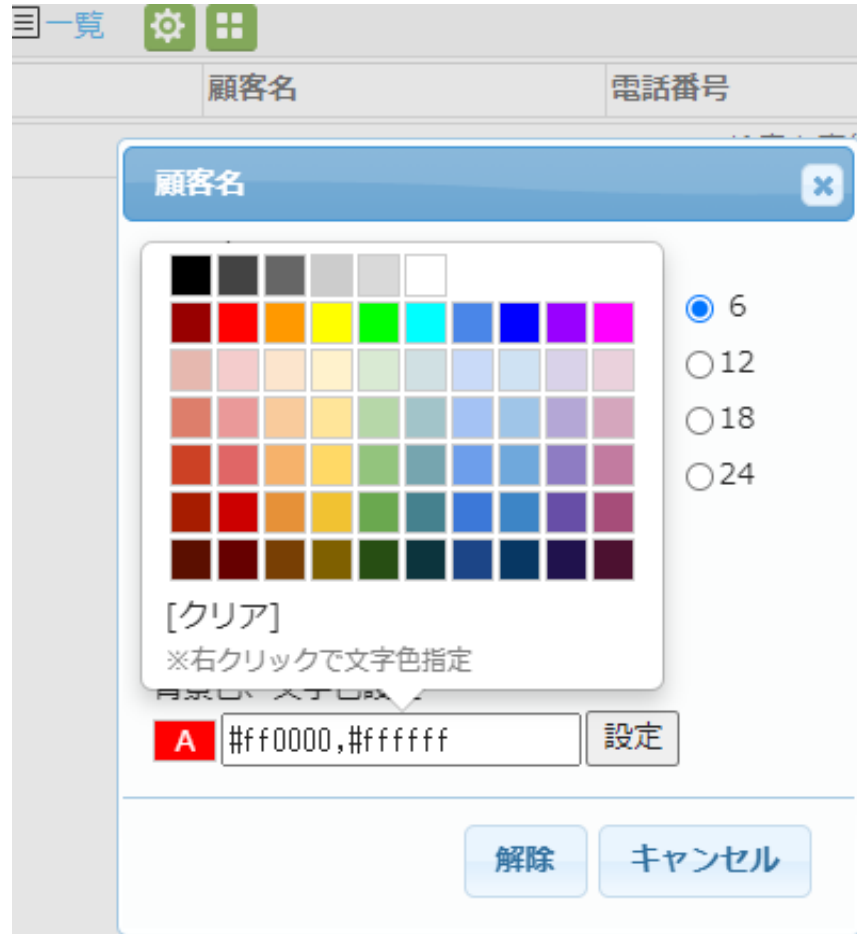 一覧
顧客名
電話番号
顧客名
6
12
18
24
[クリア]
※右クリックで文字色指定
A
#ff0000,#ffffff
設定
解除
キャンセル